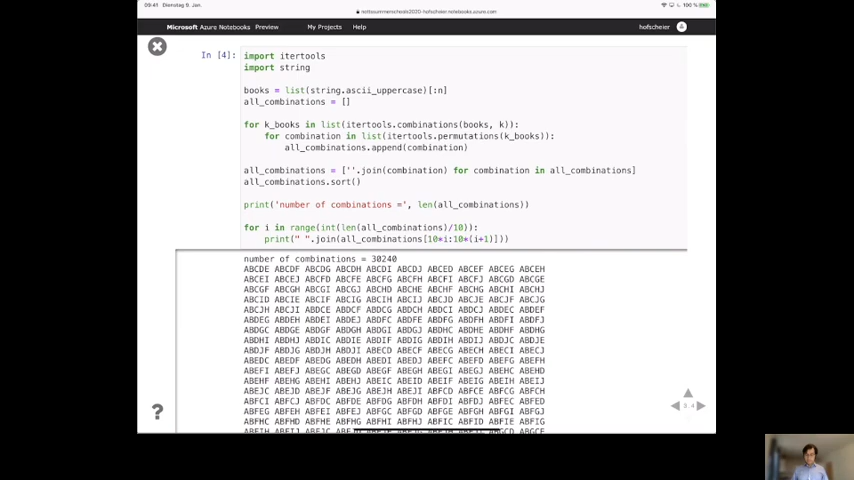 09:41 Dienstag 9. Jan.
100 %
nottssummerschools2020-hofscheier.notebooks.azure.com
Microsoft Azure Notebooks Preview My Projects Help hofscheier
In [4]: import itertools
import string
books = list(string.ascii_uppercase)[:n]
all_combinations = []
for k_books in list(itertools.combinations(books, k)):
for combination in list(itertools.permutations(k_books)):
all_combinations.append(combination)
all_combinations = [''.join(combination) for combination in all_combinations]
all_combinations.sort()
print('number of combinations =', len(all_combinations))
for i in range(int(len(all_combinations)/10)):
print(" ".join(all_combinations[10*i:10*(i+1)]))
number of combinations = 30240
ABCDE ABCDF ABCDG ABCDH ABCDI ABCDJ ABCED ABCEF ABCEG ABCEH
ABCEI ABCEJ ABCFD ABCFE ABCFG ABCFH ABCFI ABCFJ ABCGD ABCGE
ABCGF ABCGH ABCGI ABCGJ ABCHD ABCHE ABCHF ABCHG ABCHI ABCHJ
ABCID ABCIE ABCIF ABCIG ABCIH ABCIJ ABCJD ABCJE ABCJF ABCJG
ABCJH ABCJI ABDCE ABDCF ABDCG ABDCH ABDCI ABDCJ ABDEC ABDEF
ABDEG ABDEH ABDEI ABDEJ ABDFC ABDFE ABDFG ABDFH ABDFI ABDFJ
ABDGC ABDGE ABDGF ABDGH ABDGI ABDGJ ABDHC ABDHE ABDHF ABDHG
ABDHI ABDHJ ABDIC ABDIE ABDIF ABDIG ABDIH ABDIJ ABDJC ABDJE
ABDJF ABDJG ABDJH ABDJI ABECD ABECF ABECG ABECH ABECI ABECJ
ABEDC ABEDF ABEDG ABEDH ABEDI ABEDJ ABEFC ABEFD ABEFG ABEFH
ABEFI ABEFJ ABEGC ABEGD ABEGF ABEGH ABEGI ABEGJ ABEHC ABEHD
ABEHF ABEHG ABEHI ABEHJ ABEIC ABEID ABEIF ABEIG ABEIH ABEIJ
ABEJC ABEJD ABEJF ABEJG ABEJH ABEJI ABFCD ABFCE ABFCG ABFCH
ABFCI ABFCJ ABFDC ABFDE ABFDG ABFDH ABFDI ABFDJ ABFEC ABFED
ABFEG ABFEH ABFEI ABFEJ ABFGC ABFGD ABFGE ABFGH ABFGI ABFGJ
ABFHC ABFHD ABFHE ABFHG ABFHI ABFHJ ABFIC ABFID ABFIE ABFIG
ABFIH ABFIJ ABFJC
ABGCD ABGCE
?
3.4